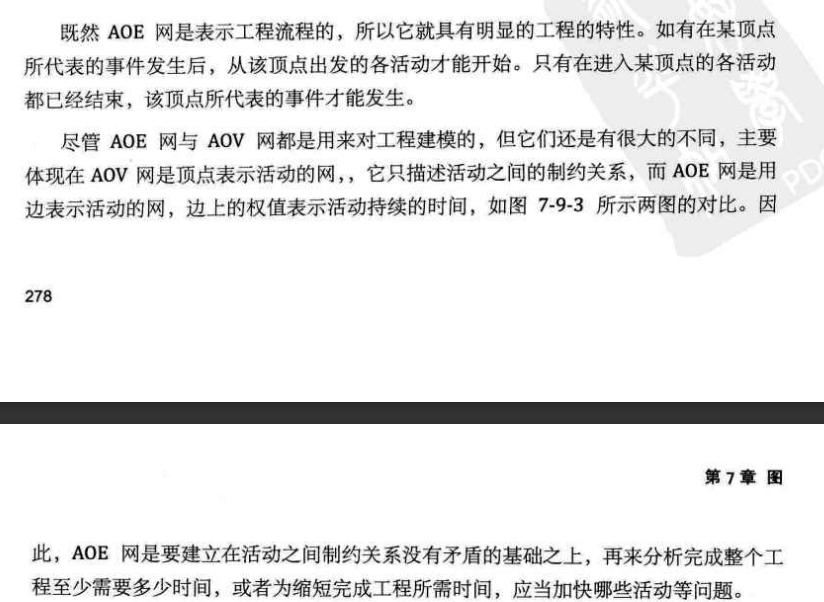 既然 AOE 网是表示工程流程的，所以它就具有明显的工程的特性。如有在某顶点
所代表的事件发生后，从该顶点出发的各活动才能开始。只有在进入某顶点的各活动
都已经结束，该顶点所代表的事件才能发生。
尽管 AOE 网与 AOV 网都是用来对工程建模的，但它们还是有很大的不同，主要
体现在 AOV 网是顶点表示活动的网，，它只描述活动之间的制约关系，而 AOE 网是用
边表示活动的网，边上的权值表示活动持续的时间，如图 7-9-3 所示两图的对比。因
278
第 7 章 图
此，AOE 网是要建立在活动之间制约关系没有矛盾的基础之上，再来分析完成整个工
程至少需要多少时间，或者为缩短完成工程所需时间，应当加快哪些活动等问题。